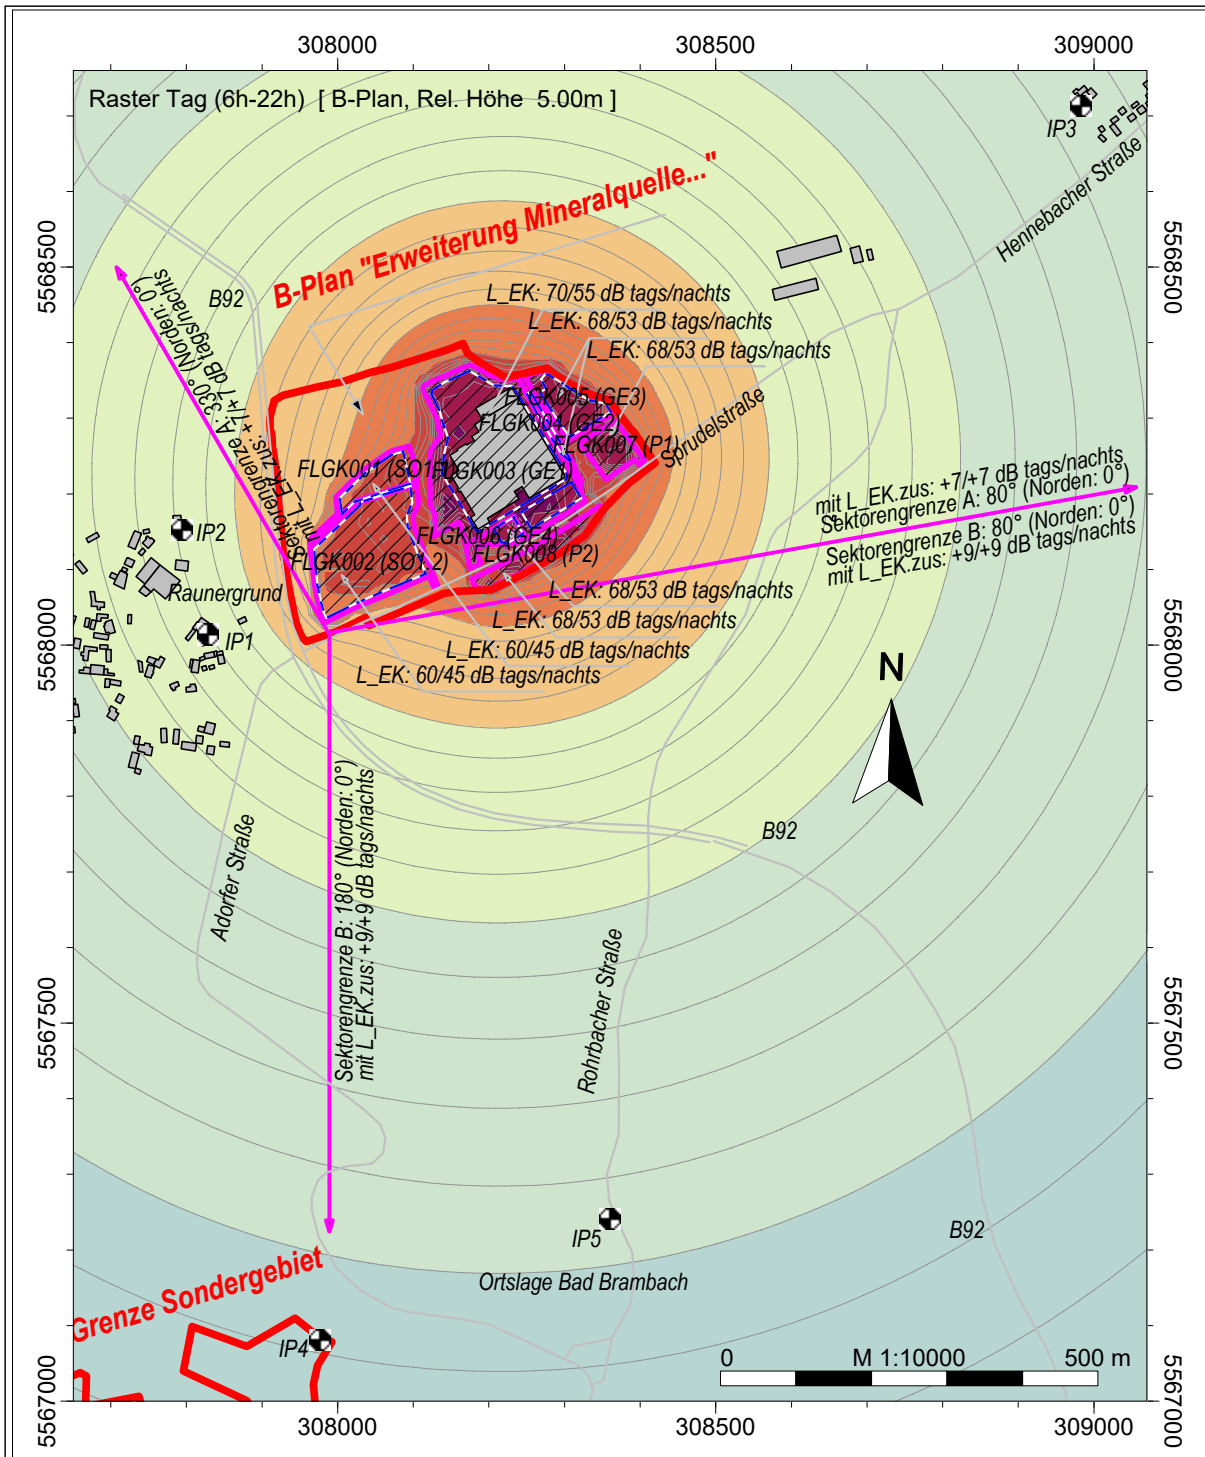 308000
308500
309000
Raster Tag (6h-22h) [ B-Plan, Rel. Höhe 5.00m ]
IP3
Hennebacher Straße
B-Plan "Erweiterung Mineralquelle..."
5568500
5568500
B92
Sektorengrenze A: 330° (Norden: 0°)
mit L_EK.zus: +7/+7 dB tags/nachts
L_EK: 70/55 dB tags/nachts
L_EK: 68/53 dB tags/nachts
L_EK: 68/53 dB tags/nachts
FLGK005 (GE3)
FLGK004 (GE2)
FLGK007 (P1)
Sprudelstraße
FLGK001 (SO1.1)
FLGK003 (GE1)
mit L_EK.zus: +7/+7 dB tags/nachts
Sektorengrenze A: 80° (Norden: 0°)
Sektorengrenze B: 80° (Norden: 0°)
mit L_EK.zus: +9/+9 dB tags/nachts
IP2
FLGK006 (GE4)
FLGK008 (P2)
FLGK002 (SO1.2)
Raunergrund
L_EK: 68/53 dB tags/nachts
L_EK: 68/53 dB tags/nachts
IP1
L_EK: 60/45 dB tags/nachts
L_EK: 60/45 dB tags/nachts
5568000
5568000
N
B92
Adorfer Straße
Sektorengrenze B: 180° (Norden: 0°)
mit L_EK.zus: +9/+9 dB tags/nachts
Rohrbacher Straße
5567500
5567500
IP5
B92
Grenze Sondergebiet
Ortslage Bad Brambach
IP4
0 M 1:10000 500 m
5567000
5567000
308000
308500
309000